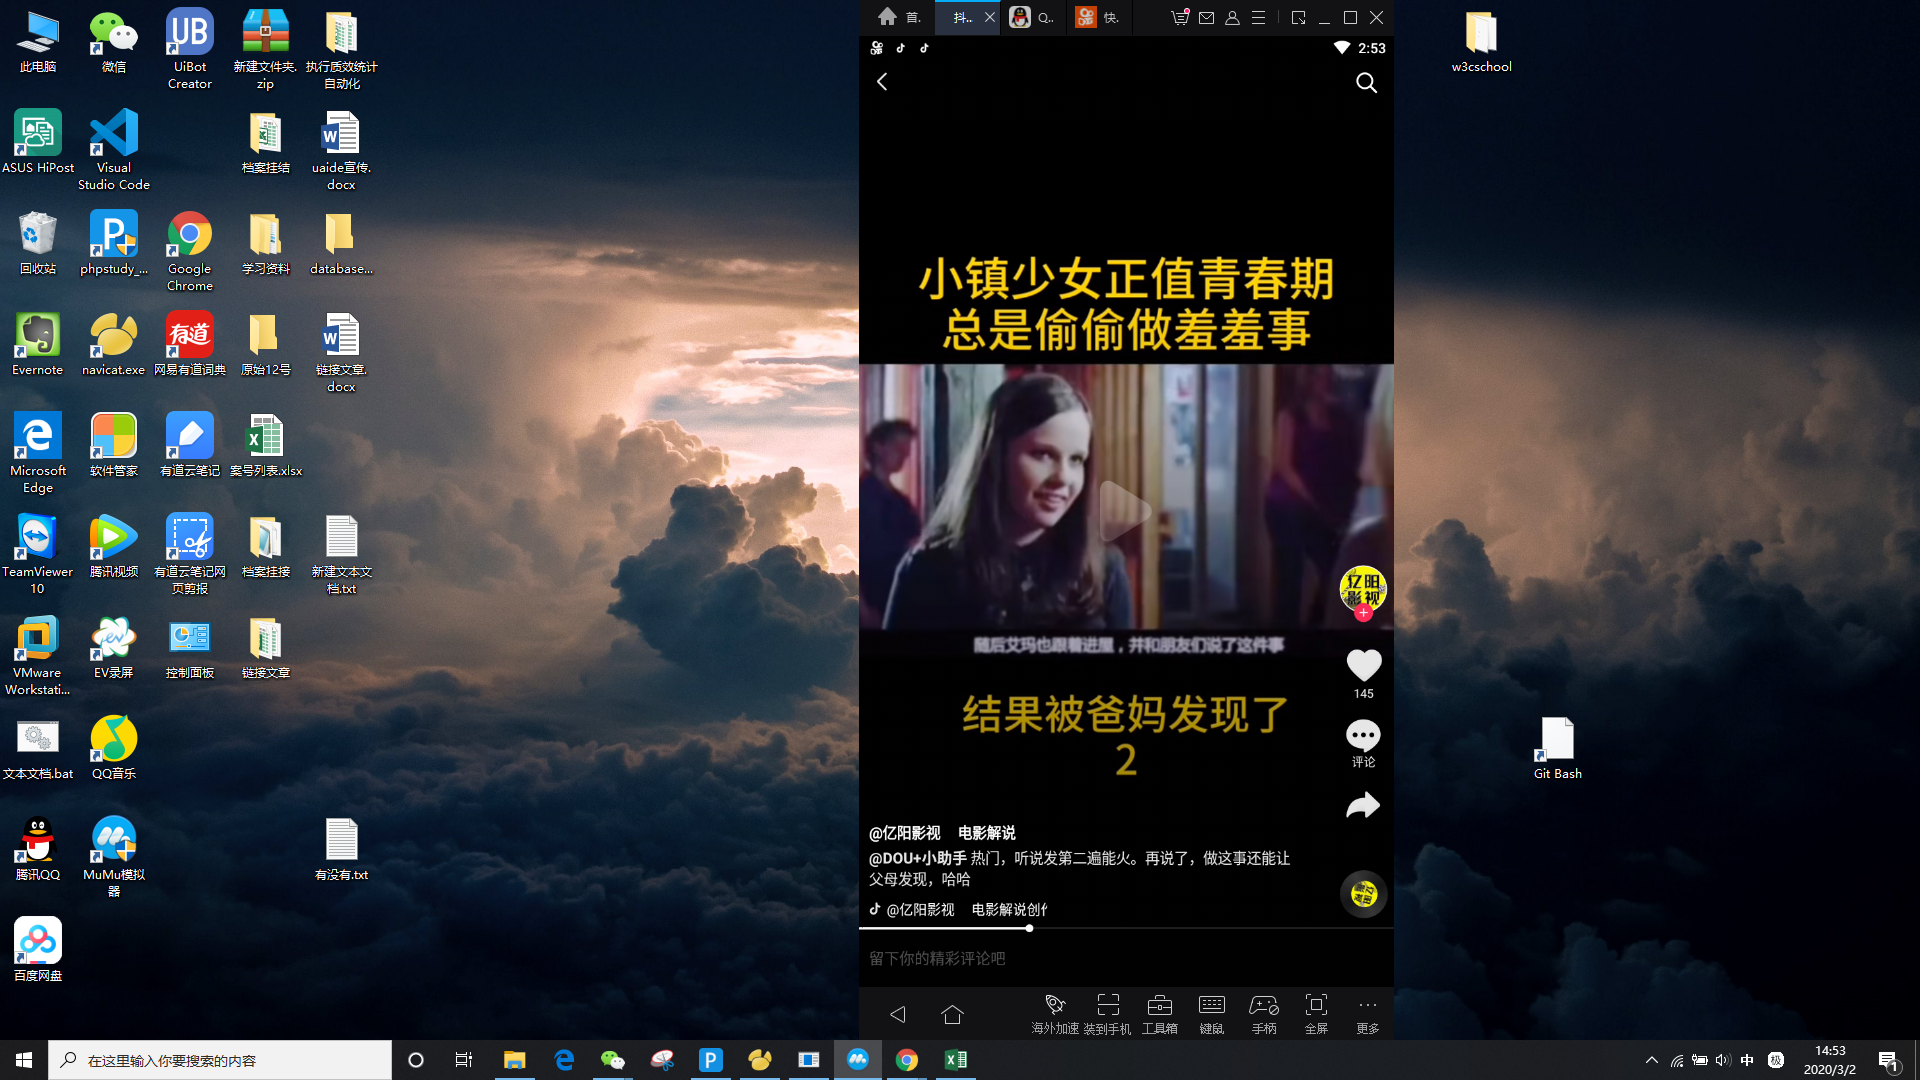 此电脑
微信
UiBot
Creator
新建文件夹.
zip
执行质效统计
自动化
ASUS HiPost
Visual
Studio Code
档案挂结
uaide宣传.
docx
回收站
phpstudy_...
Google
Chrome
学习资料
database...
Evernote
navicat.exe
网易有道词典
原始12号
链接文章.
docx
Microsoft
Edge
软件管家
有道云笔记
案号列表.xlsx
TeamViewer
10
腾讯视频
有道云笔记网
页剪报
档案挂接
新建文本文
档.txt
VMware
Workstati...
EV录屏
控制面板
链接文章
文本文档.bat
QQ音乐
腾讯QQ
MuMu模拟
器
有没有.txt
百度网盘
首.
抖..
Q..
快.
2:53
小镇少女正值青春期
总是偷偷做羞羞事
随后艾玛也跟着进屋，并和朋友们说了这件事
亿阳
影视
145
结果被爸妈发现了
2
评论
@亿阳影视 电影解说
@DOU+小助手 热门，听说发第二遍能火。再说了，做这事还能让
父母发现，哈哈
@亿阳影视 电影解说创作
留下你的精彩评论吧
海外加速
装到手机
工具箱
键鼠
手柄
全屏
更多
w3cschool
Git Bash
在这里输入你要搜索的内容
中
极
14:53
2020/3/2
1